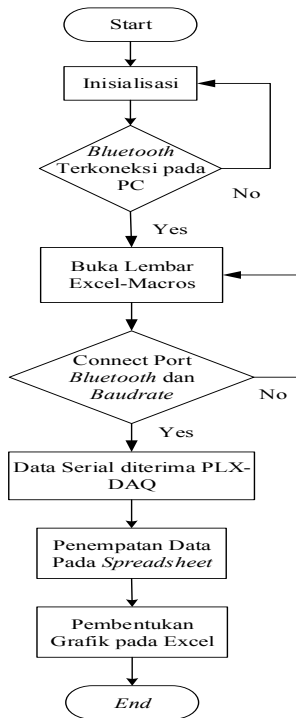 Start
Inisialisasi
Bluetooth
Terkoneksi pada
PC
No
Yes
Buka Lembar
Excel-Macros
Connect Port
Bluetooth dan
Baudrate
No
Yes
Data Serial diterima PLX-
DAQ
Penempatan Data
Pada Spreadsheet
Pembentukan
Grafik pada Excel
End